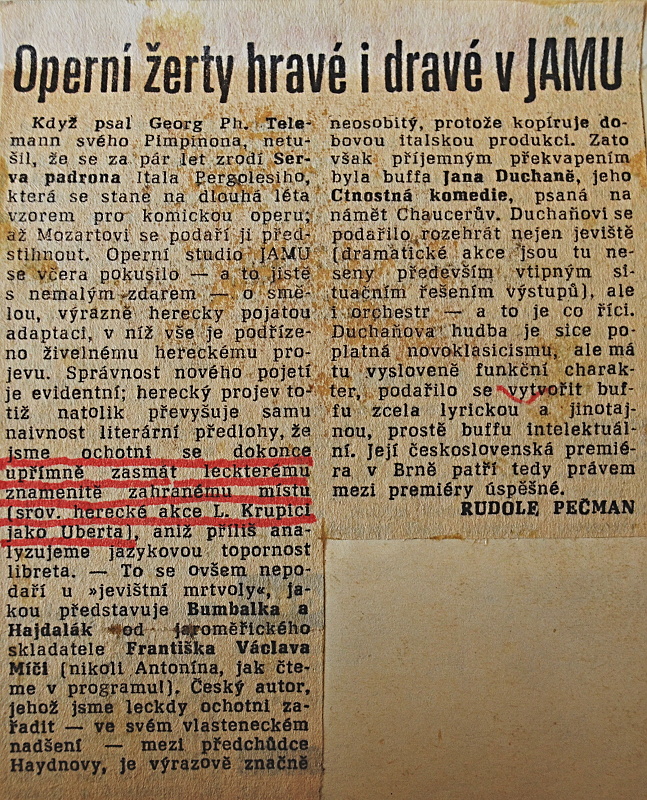 Operní žerty hravé i dravé v JAMU
Když psal Georg Ph. Tele-
mann svého Pimpinona, netu-
šil, že se za pár let zrodí Ser-
va padrona Itala Pergolesiho,
která se stane na dlouhá léta
vzorem pro komickou operu;
až Mozartovi se podaří ji před-
stihnout. Operní studio JAMU
se včera pokusilo — a to jistě
s nemalým zdarem — o smě-
lou, výrazně herecky pojatou
adaptaci, v níž vše je podříze-
no živelnému hereckému pro-
jevu. Správnost nového pojetí
je evidentní; herecký projev to-
tiž natolik převyšuje samu
naivnost literární předlohy, že
jsme ochotni se dokonce
upřímně zasmát leckterému
znamenitě zahranému místu
(srov. herecké akce L. Krupici
jako Uberta), aniž příliš ana-
lyzujeme jazykovou topornost
libreta. — To se ovšem nepo-
daří u »jevištní mrtvoly«, ja-
kou představuje Bumbalka a
Hajdalák od jaroměřického
skladatele Františka Václava
Míči (nikoli Antonína, jak čte-
me v programu!). Český autor,
jehož jsme leckdy ochotni za-
řadit — ve svém vlasteneckém
nadšení — mezi předchůdce
Haydnovy, je výrazově značně
neosobitý, protože kopíruje do-
bovou italskou produkci. Zato
však příjemným překvapením
byla buffa Jana Duchaně, jeho
Ctnostná komedie, psaná na
námět Chaucerův. Duchaňovi se
podařilo rozehrát nejen jeviště
(dramatické akce jsou tu ne-
seny především vtipným si-
tuačním řešením výstupů), ale
i orchestr — a to je co říci.
Duchaňova hudba je sice po-
platná novoklasicismu, ale má
tu vysloveně funkční charak-
ter, podařilo se vytvořit buf-
fu zcela lyrickou a jinotaj-
nou, prostě buffu intelektuál-
ní. Její československá premié-
ra v Brně patří tedy právem
mezi premiéry úspěšné.
RUDOLF PEČMAN